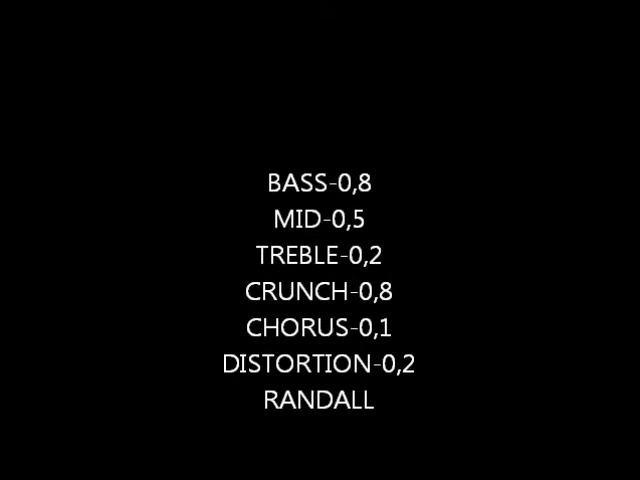 BASS-0,8
MID-0,5
TREBLE-0,2
CRUNCH-0,8
CHORUS-0,1
DISTORTION-0,2
RANDALL